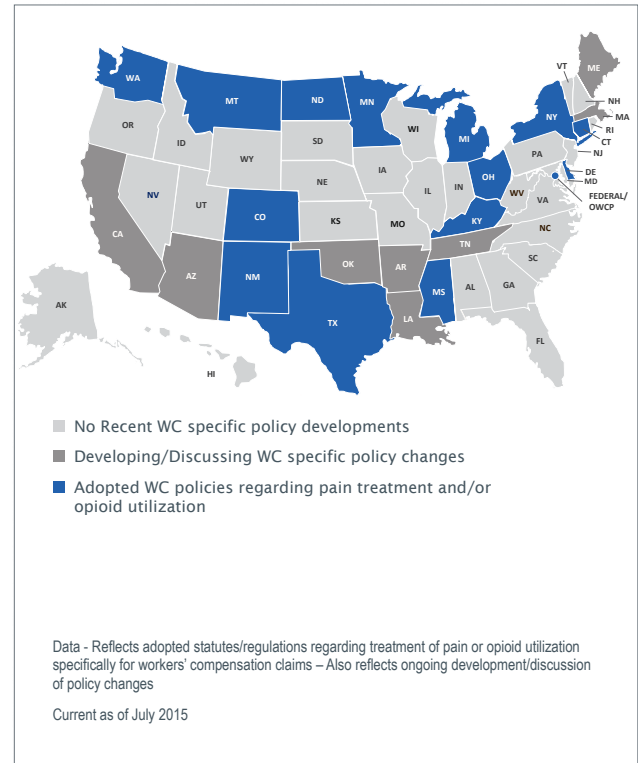 VT
ME
WA
MT
ND
MN
NH
MA
OR
ID
WY
SD
WI
MI
NY
RI
CT
NJ
PA
NE
IA
IL
IN
OH
DE
MD
FEDERAL/
OWCP
NV
UT
CO
KS
MO
KY
WV
VA
CA
AZ
NM
OK
AR
TN
NC
SC
TX
LA
MS
AL
GA
FL
AK
HI
No Recent WC specific policy developments
Developing/Discussing WC specific policy changes
Adopted WC policies regarding pain treatment and/or
opioid utilization
Data - Reflects adopted statutes/regulations regarding treatment of pain or opioid utilization
specifically for workers' compensation claims – Also reflects ongoing development/discussion
of policy changes
Current as of July 2015